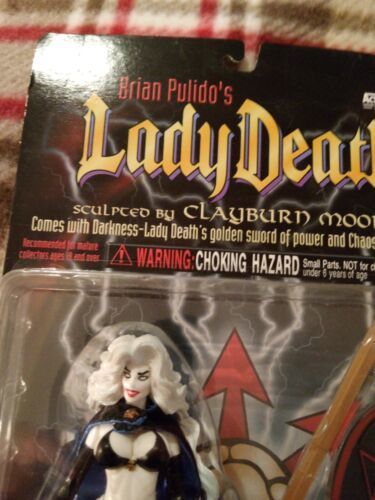 Brian Pulido's
Lady Death
SCULPTED BY CLAYBURN MOO
Comes with Darkness-Lady Death's golden sword of power and Chaos
Recommended for mature
collectors ages 13 and over.
WARNING: CHOKING HAZARD
Small Parts. NOT for
under 6 years of age